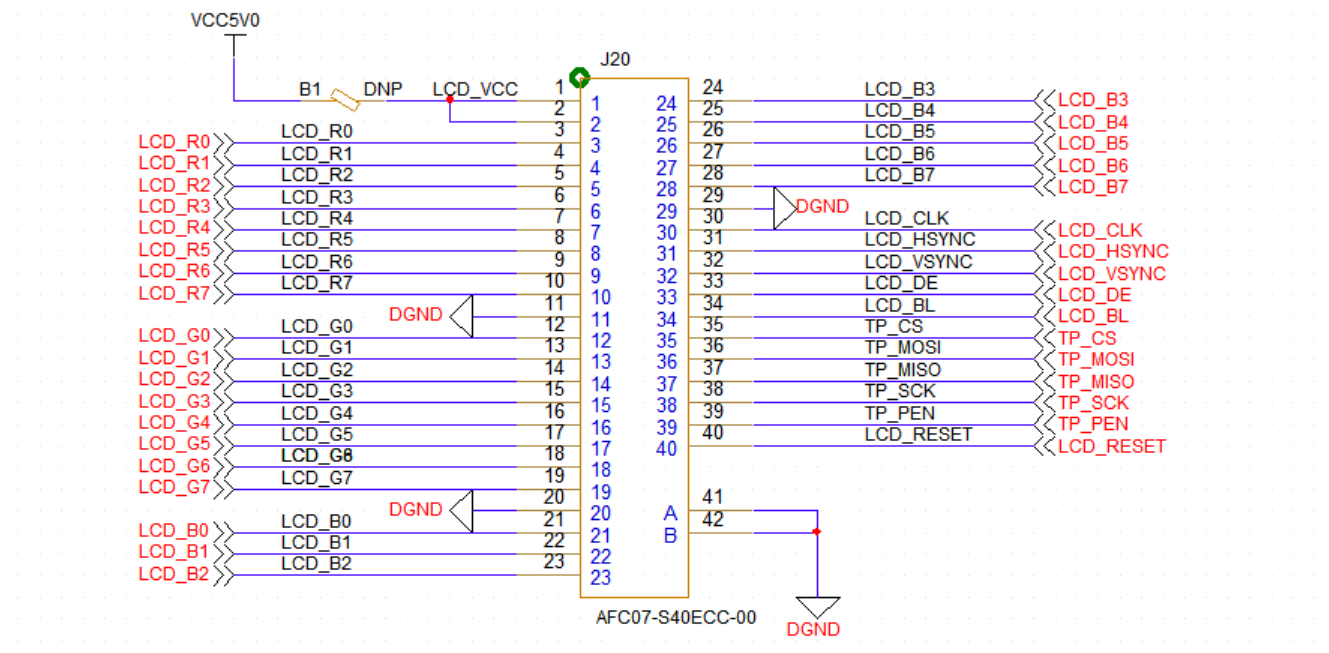 VCC5V0
J20
B1 DNP LCD_VCC 1 1
2 2
LCD_R0 LCD_R0 3 3
LCD_R1 LCD_R1 4 4
LCD_R2 LCD_R2 5 5
LCD_R3 LCD_R3 6 6
LCD_R4 LCD_R4 7 7
LCD_R5 LCD_R5 8 8
LCD_R6 LCD_R6 9 9
LCD_R7 LCD_R7 10 10
DGND 11 11
LCD_G0 LCD_G0 12 12
LCD_G1 LCD_G1 13 13
LCD_G2 LCD_G2 14 14
LCD_G3 LCD_G3 15 15
LCD_G4 LCD_G4 16 16
LCD_G5 LCD_G5 17 17
LCD_G6 LCD_G6 18 18
LCD_G7 LCD_G7 19 19
DGND 20 20
LCD_B0 LCD_B0 21 21
LCD_B1 LCD_B1 22 22
LCD_B2 LCD_B2 23 23
24 24 LCD_B3 LCD_B3
25 25 LCD_B4 LCD_B4
26 26 LCD_B5 LCD_B5
27 27 LCD_B6 LCD_B6
28 28 LCD_B7 LCD_B7
29 29 DGND
30 30 LCD_CLK LCD_CLK
31 31 LCD_HSYNC LCD_HSYNC
32 32 LCD_VSYNC LCD_VSYNC
33 33 LCD_DE LCD_DE
34 34 LCD_BL LCD_BL
35 35 TP_CS TP_CS
36 36 TP_MOSI TP_MOSI
37 37 TP_MISO TP_MISO
38 38 TP_SCK TP_SCK
39 39 TP_PEN TP_PEN
40 40 LCD_RESET LCD_RESET
A 41
B 42
AFC07-S40ECC-00
DGND